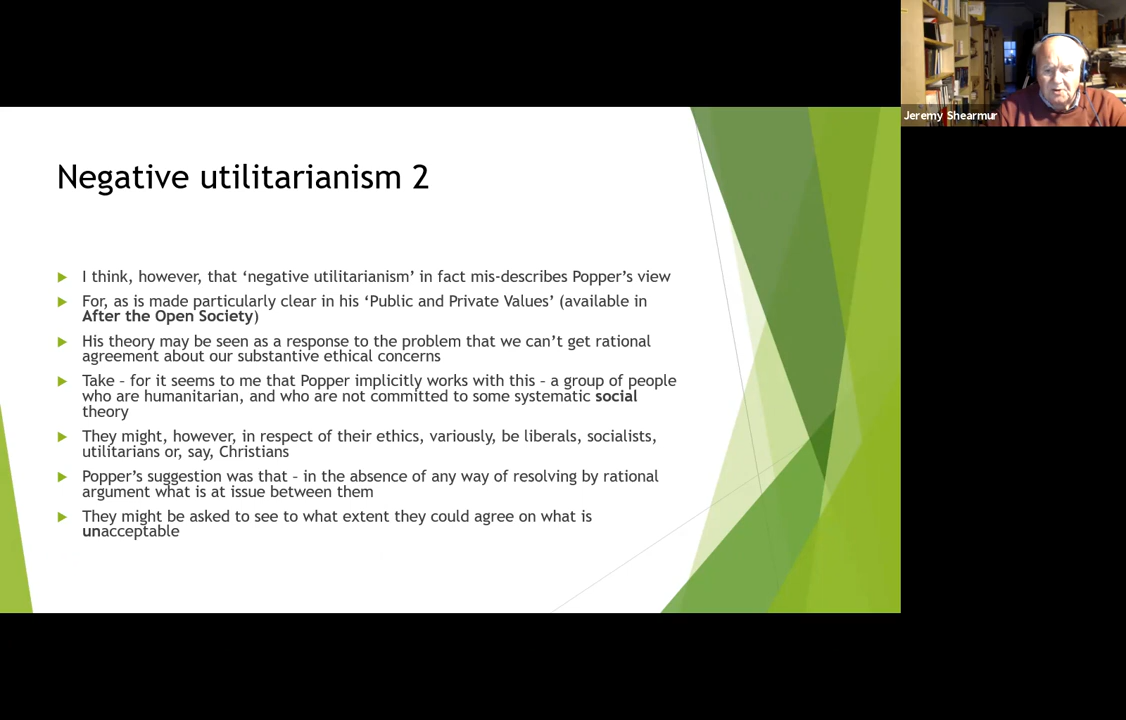 Jeremy Shearmur
Negative utilitarianism 2
I think, however, that ‘negative utilitarianism’ in fact mis-describes Popper’s view
For, as is made particularly clear in his ‘Public and Private Values’ (available in
After the Open Society)
His theory may be seen as a response to the problem that we can’t get rational
agreement about our substantive ethical concerns
Take – for it seems to me that Popper implicitly works with this – a group of people
who are humanitarian, and who are not committed to some systematic social
theory
They might, however, in respect of their ethics, variously, be liberals, socialists,
utilitarians or, say, Christians
Popper’s suggestion was that – in the absence of any way of resolving by rational
argument what is at issue between them
They might be asked to see to what extent they could agree on what is
unacceptable